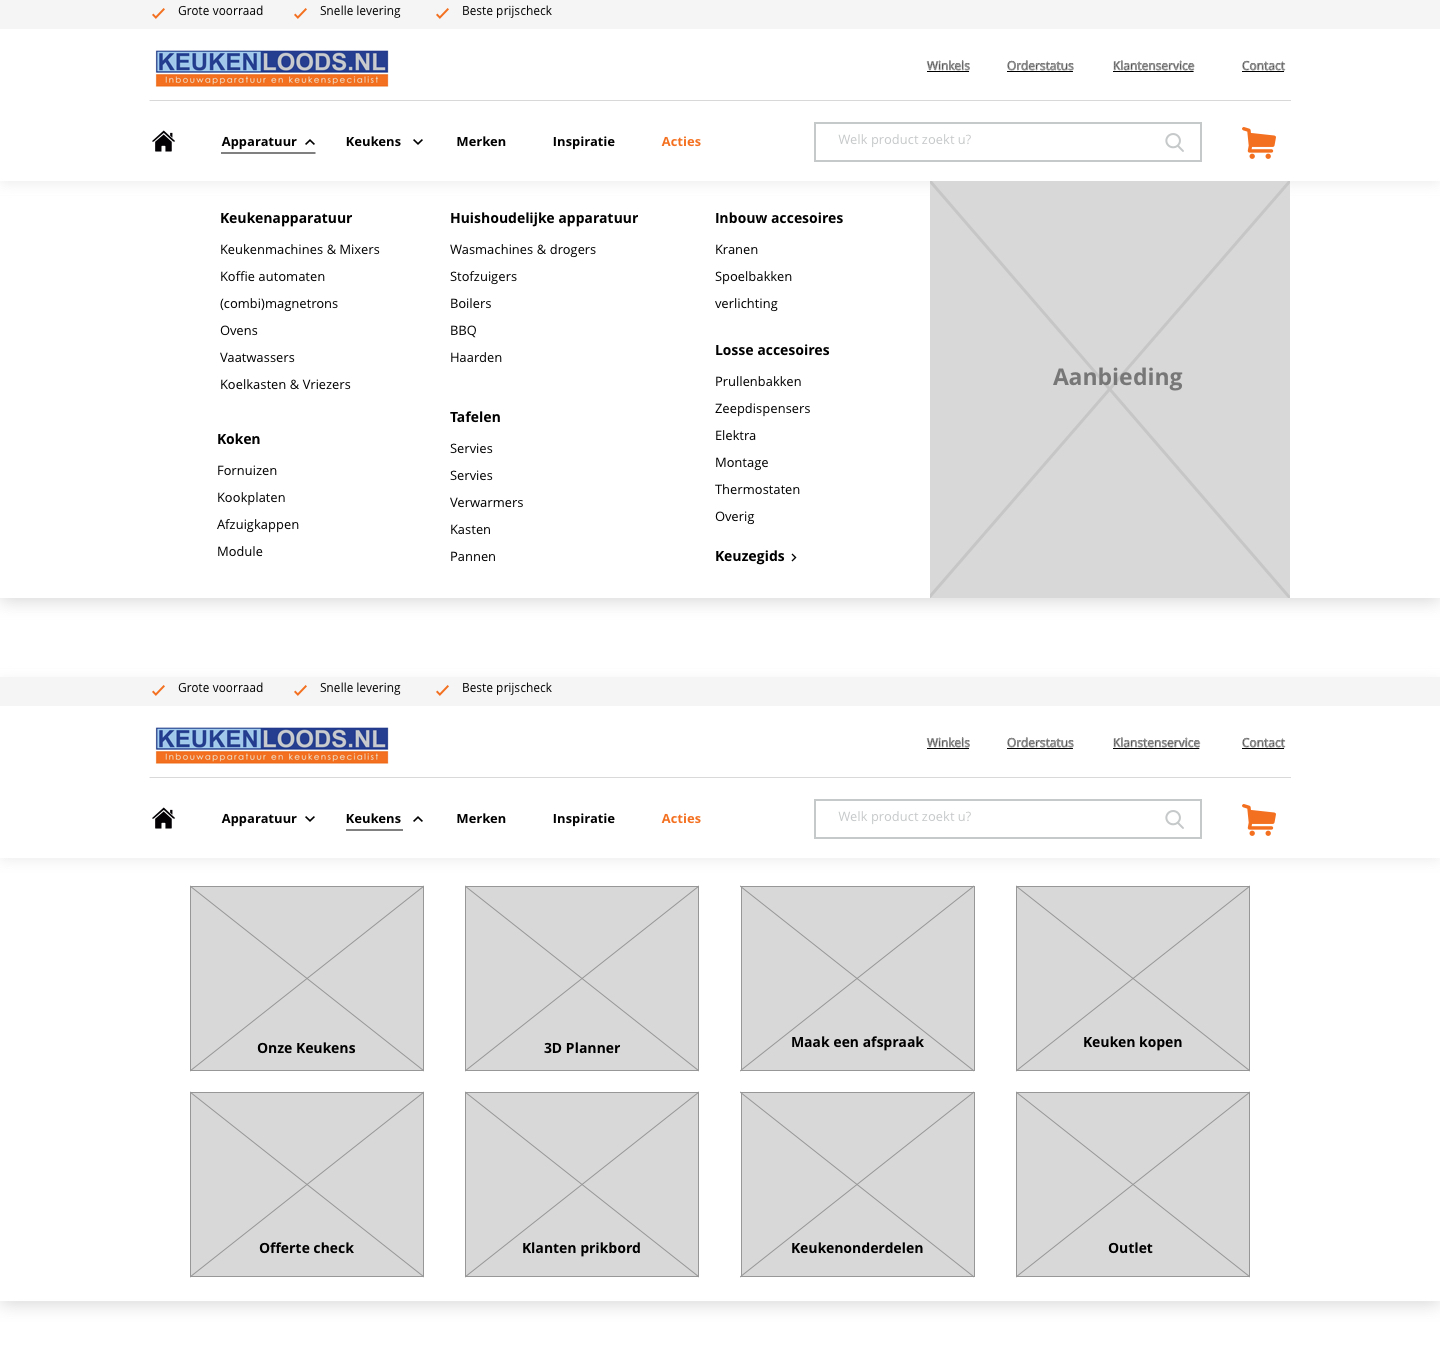 Grote voorraad Snelle levering Beste prijscheck
KEUKENLOODS.NL
Inbouwapparatuur en keukenspecialist
Winkels Orderstatus Klantenservice Contact
Apparatuur Keukens Merken Inspiratie Acties Welk product zoekt u?
Keukenapparatuur
Keukenmachines & Mixers
Koffie automaten
(combi)magnetrons
Ovens
Vaatwassers
Koelkasten & Vriezers
Koken
Fornuizen
Kookplaten
Afzuigkappen
Module
Huishoudelijke apparatuur
Wasmachines & drogers
Stofzuigers
Boilers
BBQ
Haarden
Tafelen
Servies
Servies
Verwarmers
Kasten
Pannen
Inbouw accesoires
Kranen
Spoelbakken
verlichting
Losse accesoires
Prullenbakken
Zeepdispensers
Elektra
Montage
Thermostaten
Overig
Keuzegids
Aanbieding
Grote voorraad Snelle levering Beste prijscheck
KEUKENLOODS.NL
Inbouwapparatuur en keukenspecialist
Winkels Orderstatus Klanstenservice Contact
Apparatuur Keukens Merken Inspiratie Acties Welk product zoekt u?
Onze Keukens 3D Planner Maak een afspraak Keuken kopen
Offerte check Klanten prikbord Keukenonderdelen Outlet